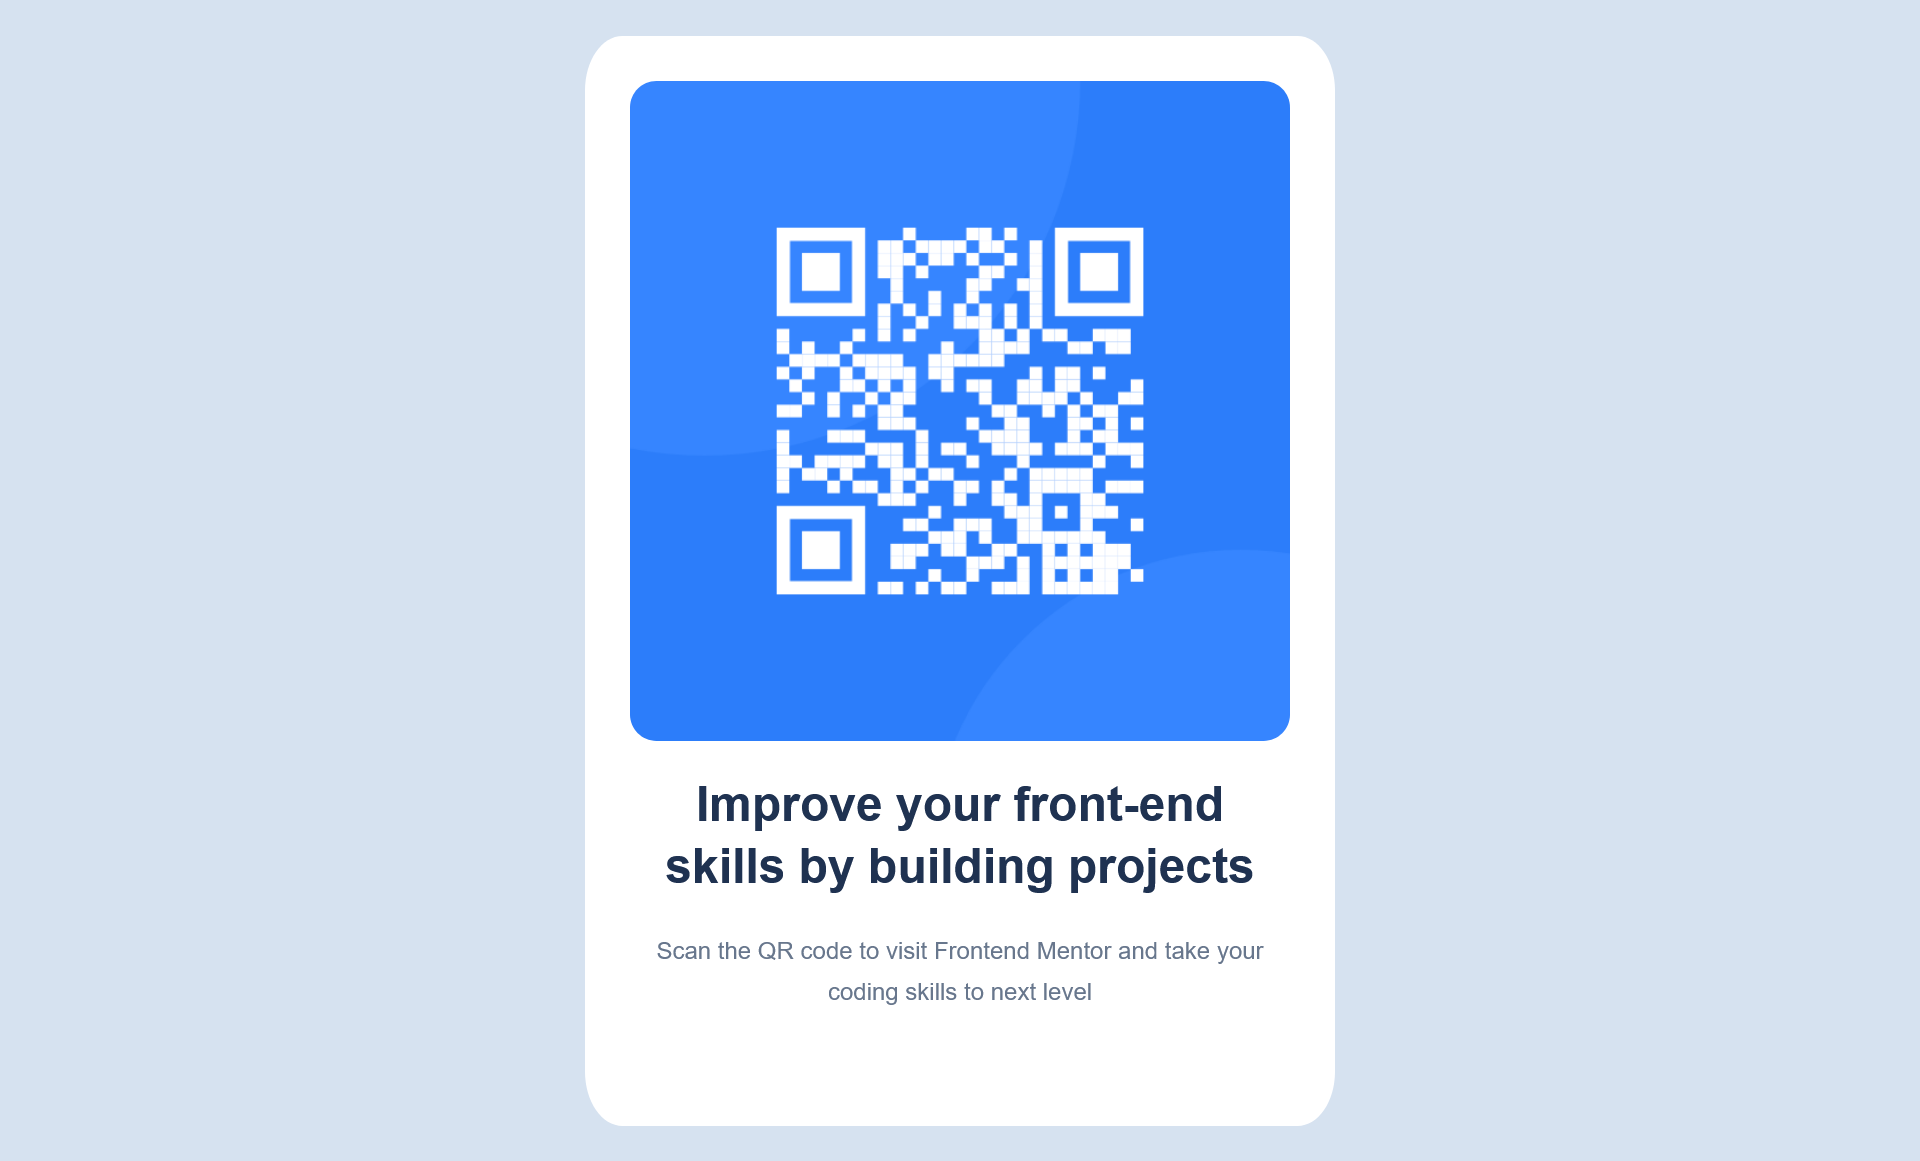 Improve your front-end
skills by building projects
Scan the QR code to visit Frontend Mentor and take your
coding skills to next level